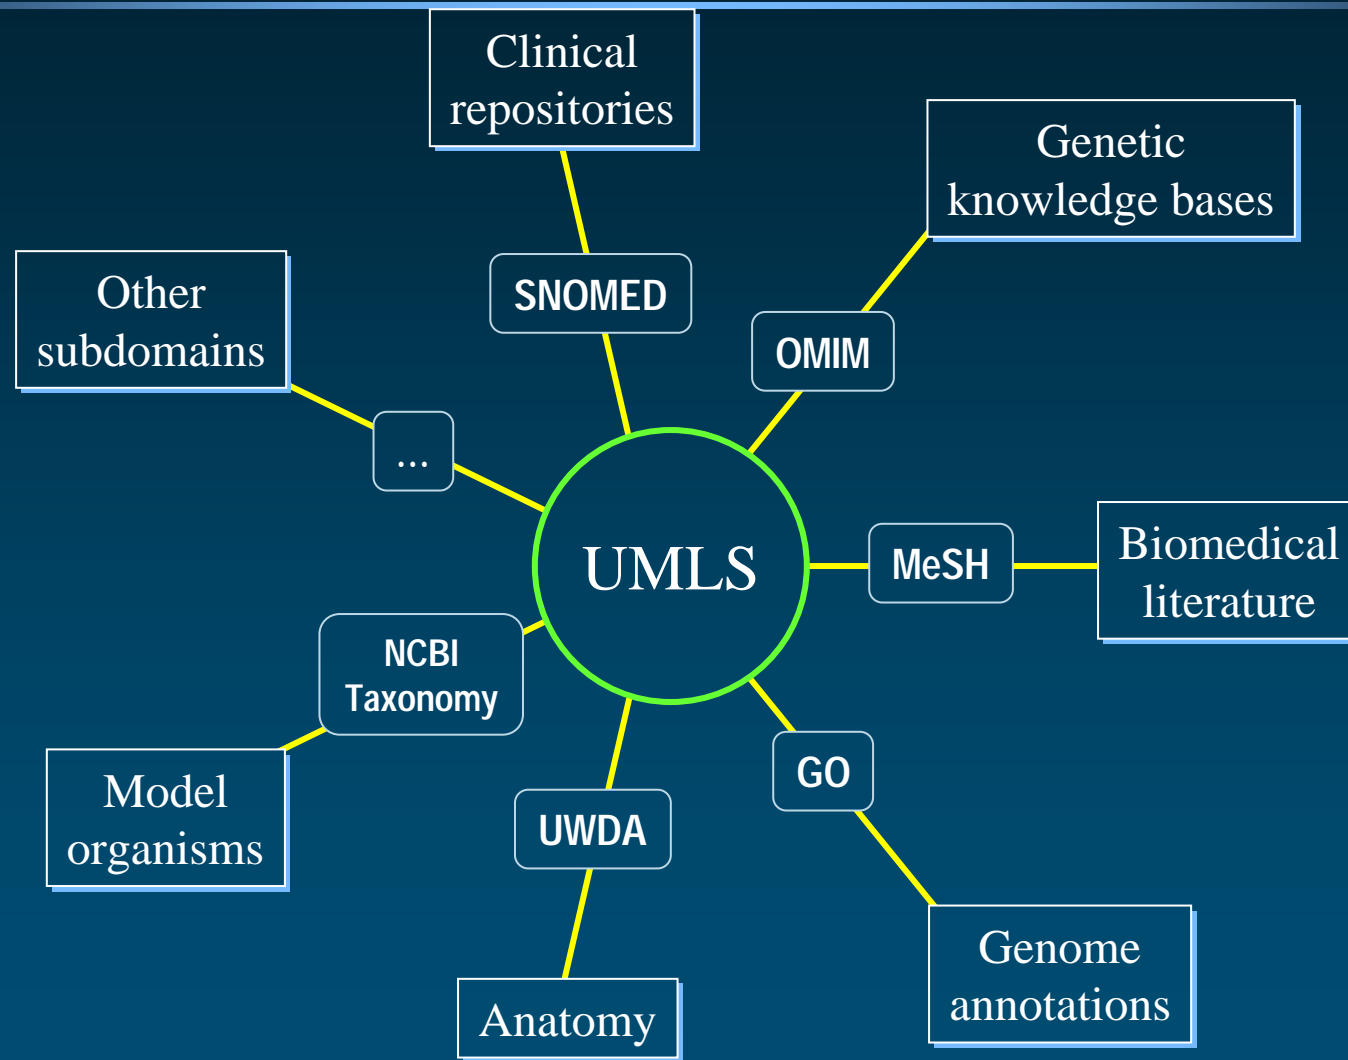 Clinical
repositories
Genetic
knowledge bases
Other
subdomains
SNOMED
OMIM
...
UMLS
MeSH
Biomedical
literature
NCBI
Taxonomy
Model
organisms
GO
UWDA
Genome
annotations
Anatomy